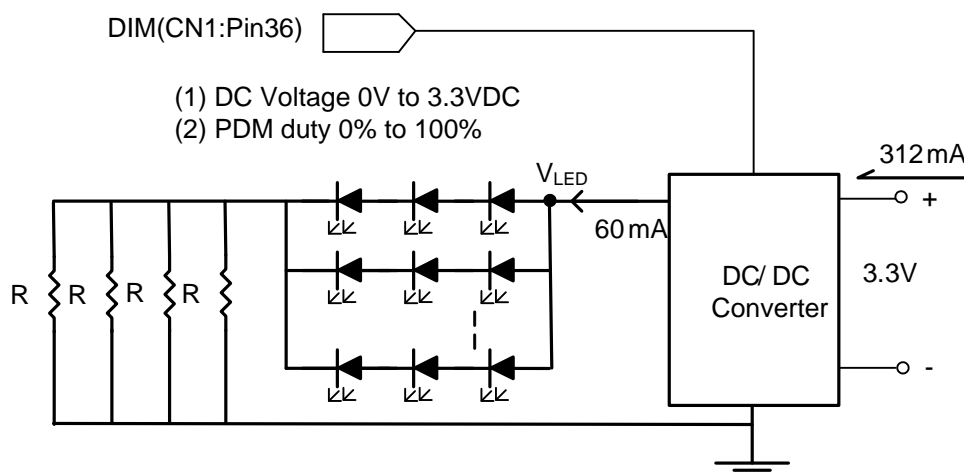 DIM(CN1:Pin36)
(1) DC Voltage 0V to 3.3VDC
(2) PDM duty 0% to 100%
312mA
VLED
60mA
+
R R R R
DC/ DC
Converter
3.3V
-